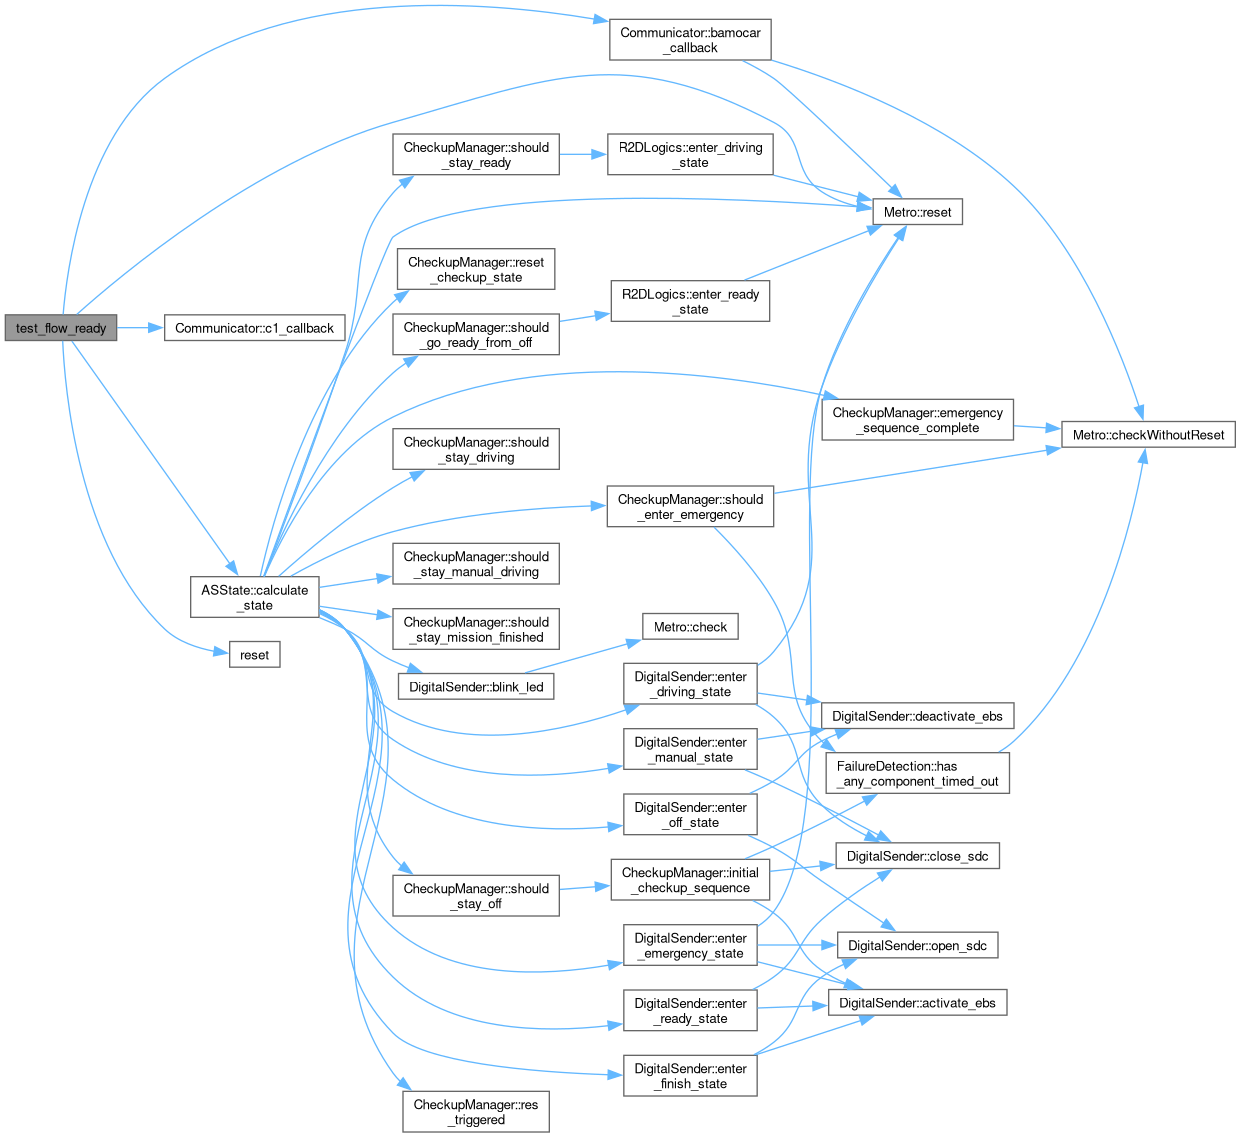 Communicator::bamocar
_callback
CheckupManager::should
_stay_ready
R2DLogics::enter_driving
_state
Metro::reset
CheckupManager::reset
_checkup_state
R2DLogics::enter_ready
_state
test_flow_ready
Communicator::c1_callback
CheckupManager::should
_go_ready_from_off
CheckupManager::emergency
_sequence_complete
Metro::checkWithoutReset
CheckupManager::should
_stay_driving
CheckupManager::should
_enter_emergency
CheckupManager::should
_stay_manual_driving
ASState::calculate
_state
CheckupManager::should
_stay_mission_finished
Metro::check
reset
DigitalSender::blink_led
DigitalSender::enter
_driving_state
DigitalSender::deactivate_ebs
DigitalSender::enter
_manual_state
FailureDetection::has
_any_component_timed_out
DigitalSender::enter
_off_state
DigitalSender::close_sdc
CheckupManager::should
_stay_off
CheckupManager::initial
_checkup_sequence
DigitalSender::enter
_emergency_state
DigitalSender::open_sdc
DigitalSender::enter
_ready_state
DigitalSender::activate_ebs
DigitalSender::enter
_finish_state
CheckupManager::res
_triggered